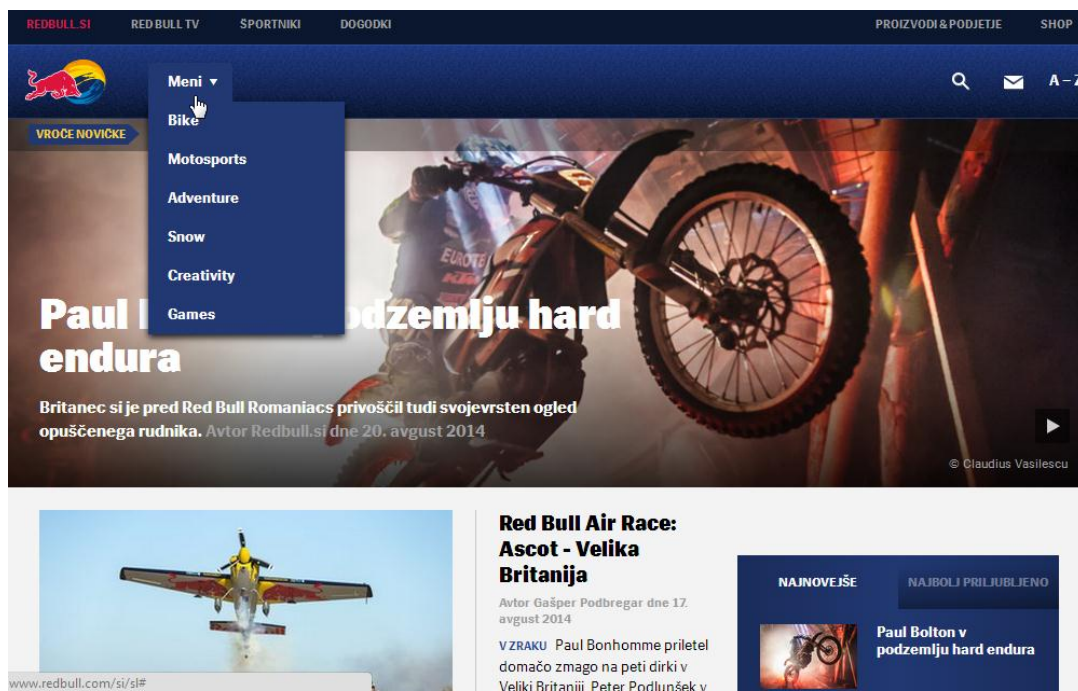 REDBULL.SI RED BULL TV ŠPORTNIKI DOGODKI PROIZVODI & PODJETJE SHOP
Meni A – Z
Bike
VROČE NOVIČKE
Motosports
Adventure
Snow
Creativity
Games
EUROTE
KTM
Paul podzemlju hard
endura
Britanec si je pred Red Bull Romaniacs privoščil tudi svojevrsten ogled
opuščenega rudnika. Avtor Redbull.si dne 20. avgust 2014
© Claudius Vasilescu
Red Bull Air Race:
Ascot - Velika
Britanija
Avtor Gašper Podbregar dne 17.
avgust 2014
V ZRAKU Paul Bonhomme priletel
domačo zmago na peti dirki v
Veliki Britaniji. Peter Podlunšek v
NAJNOVEJŠE NAJBOLJ PRILJUBLJENO
Paul Bolton v
podzemlju hard endura
www.redbull.com/si/sl#